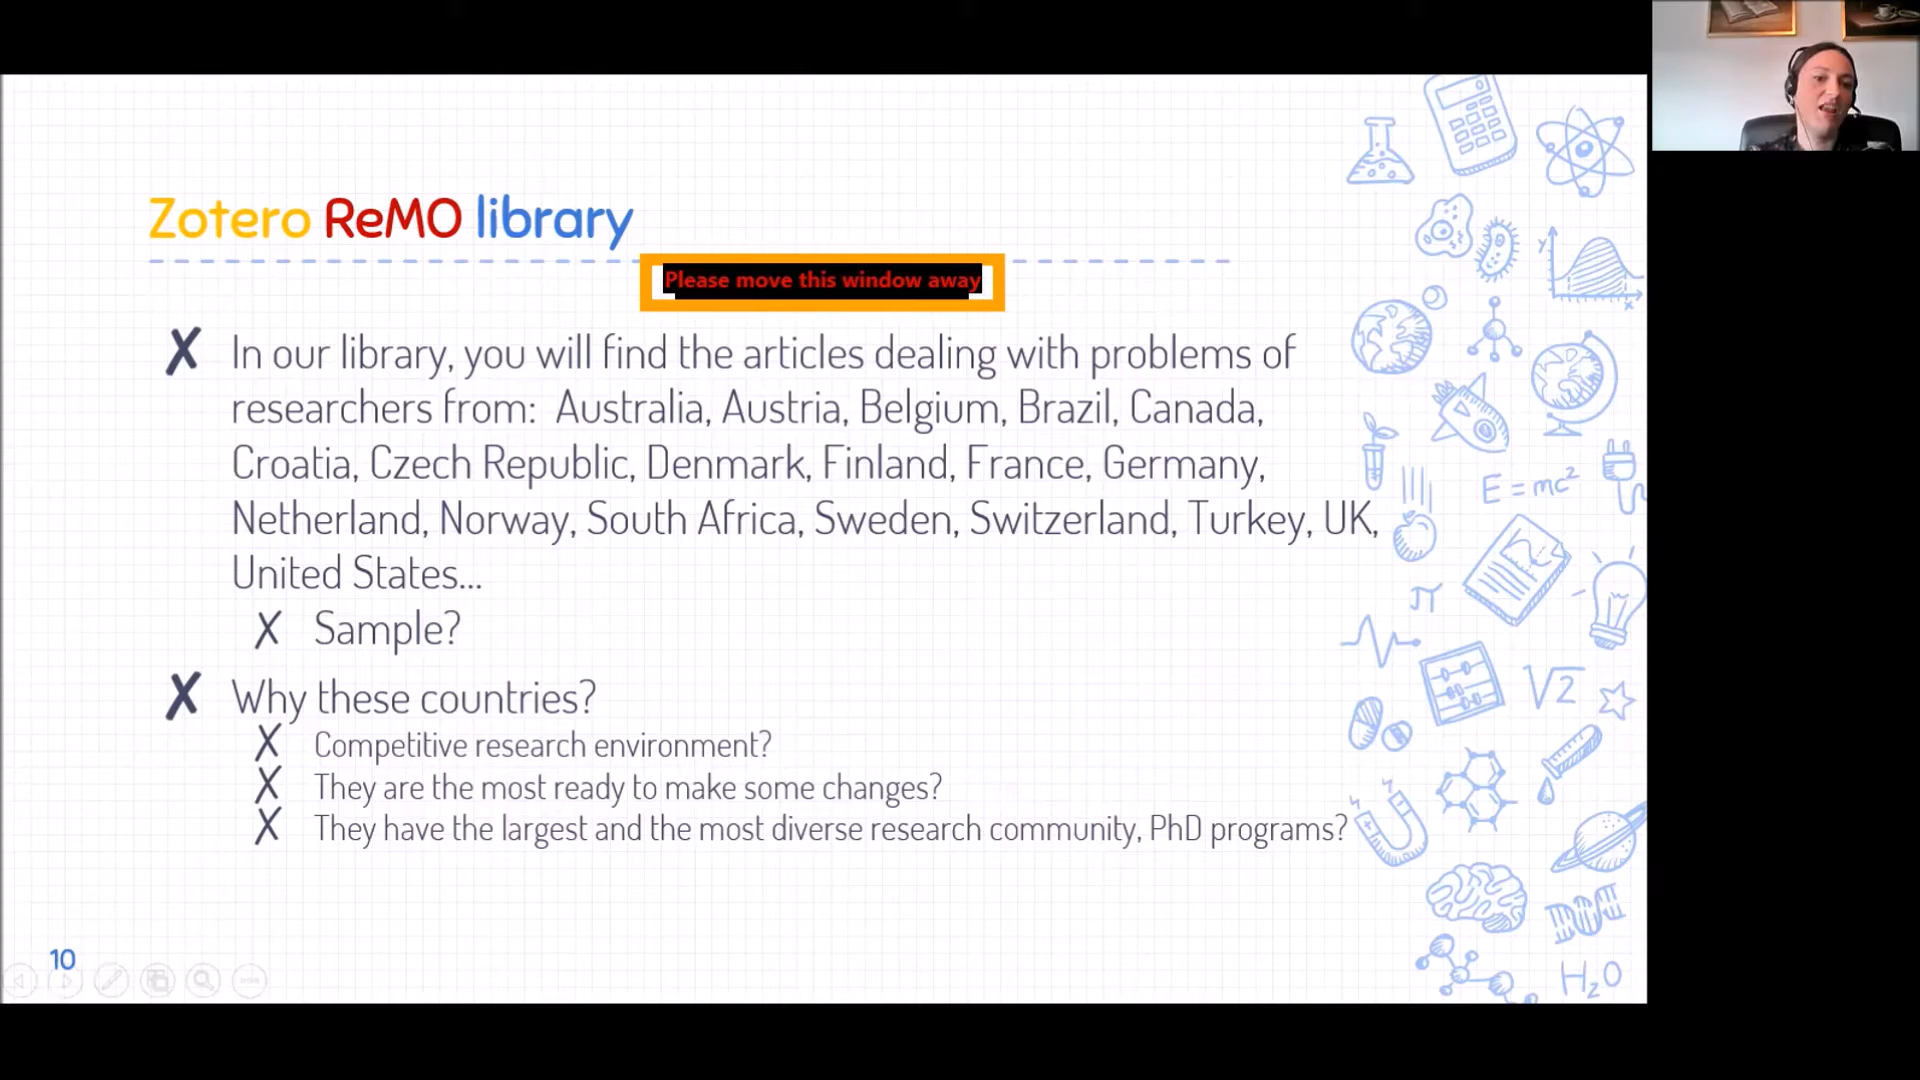 Zotero ReMO library
Please move this window away
✗ In our library, you will find the articles dealing with problems of
researchers from:  Australia, Austria, Belgium, Brazil, Canada,
Croatia, Czech Republic, Denmark, Finland, France, Germany,
Netherland, Norway, South Africa, Sweden, Switzerland, Turkey, UK,
United States...
✗ Sample?
✗ Why these countries?
✗ Competitive research environment?
✗ They are the most ready to make some changes?
✗ They have the largest and the most diverse research community, PhD programs?
10
y
x
E = mc²
π
√2
H₂O